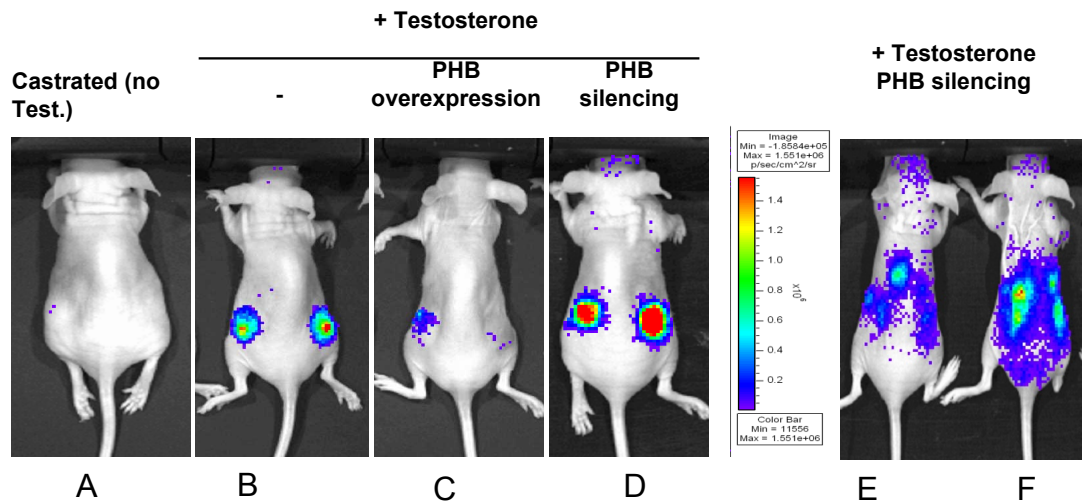 + Testosterone
Castrated (no
Test.)
-
PHB
overexpression
PHB
silencing
+ Testosterone
PHB silencing
Image
Min = -1.8584e+05
Max = 1.551e+06
p/sec/cm^2/sr
1.4
1.2
1.0
0.8
0.6
0.4
0.2
x10^6
Color Bar
Min = 11556
Max = 1.551e+06
A
B
C
D
E
F